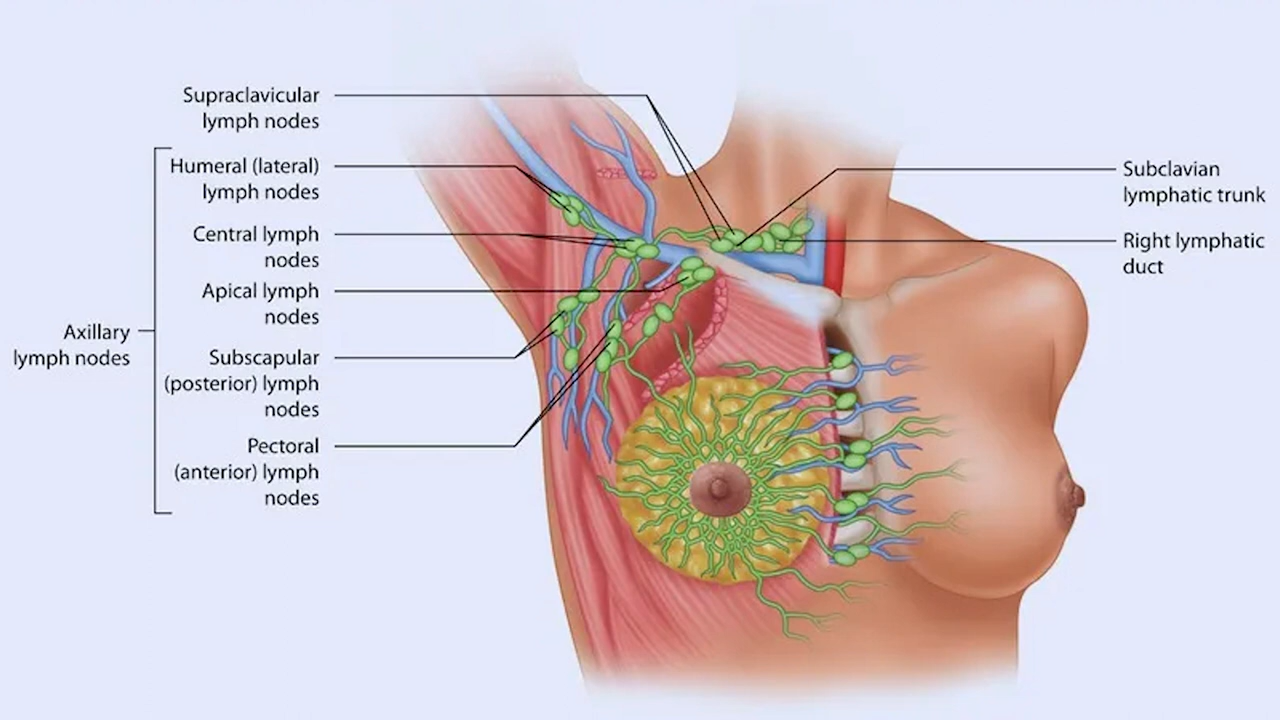 Supraclavicular
lymph nodes
Humeral (lateral)
lymph nodes
Central lymph
nodes
Apical lymph
nodes
Axillary
lymph nodes
Subscapular
(posterior) lymph
nodes
Pectoral
(anterior) lymph
nodes
Subclavian
lymphatic trunk
Right lymphatic
duct